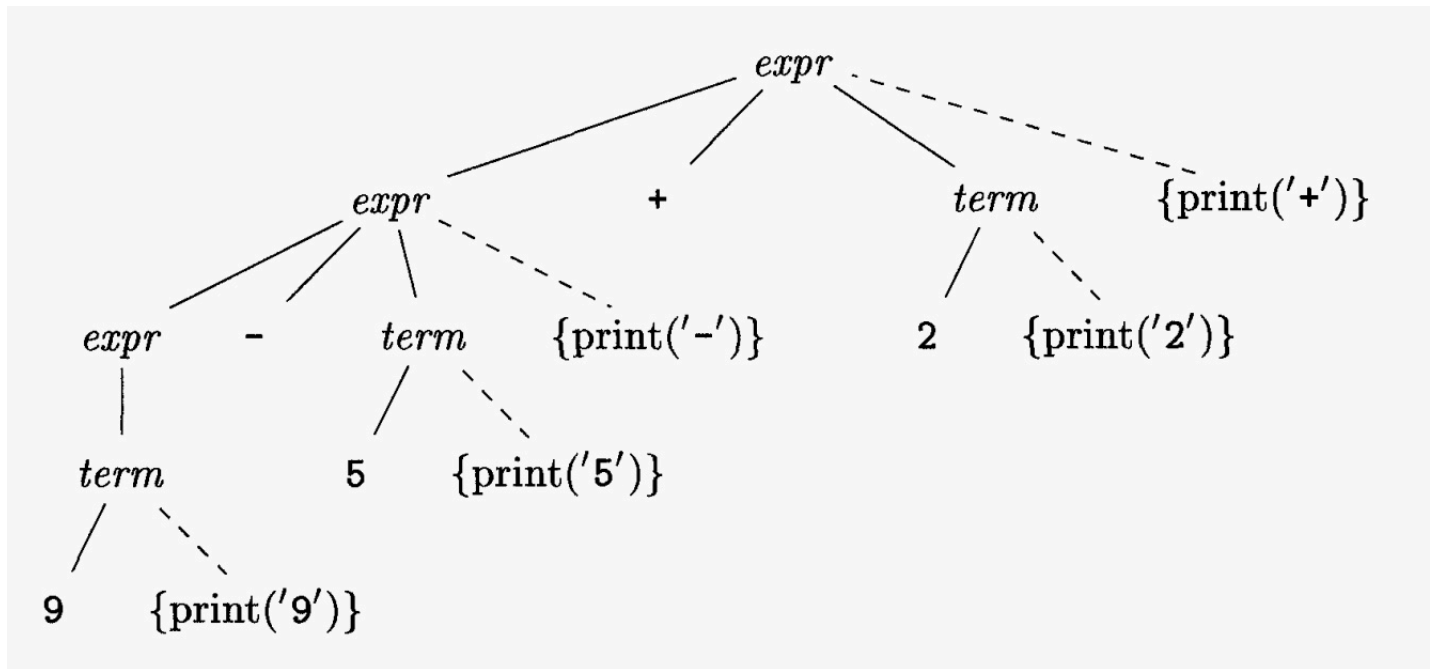 expr
expr + term {print('+')}
expr - term {print('-')} 2 {print('2')}
term 5 {print('5')}
9 {print('9')}